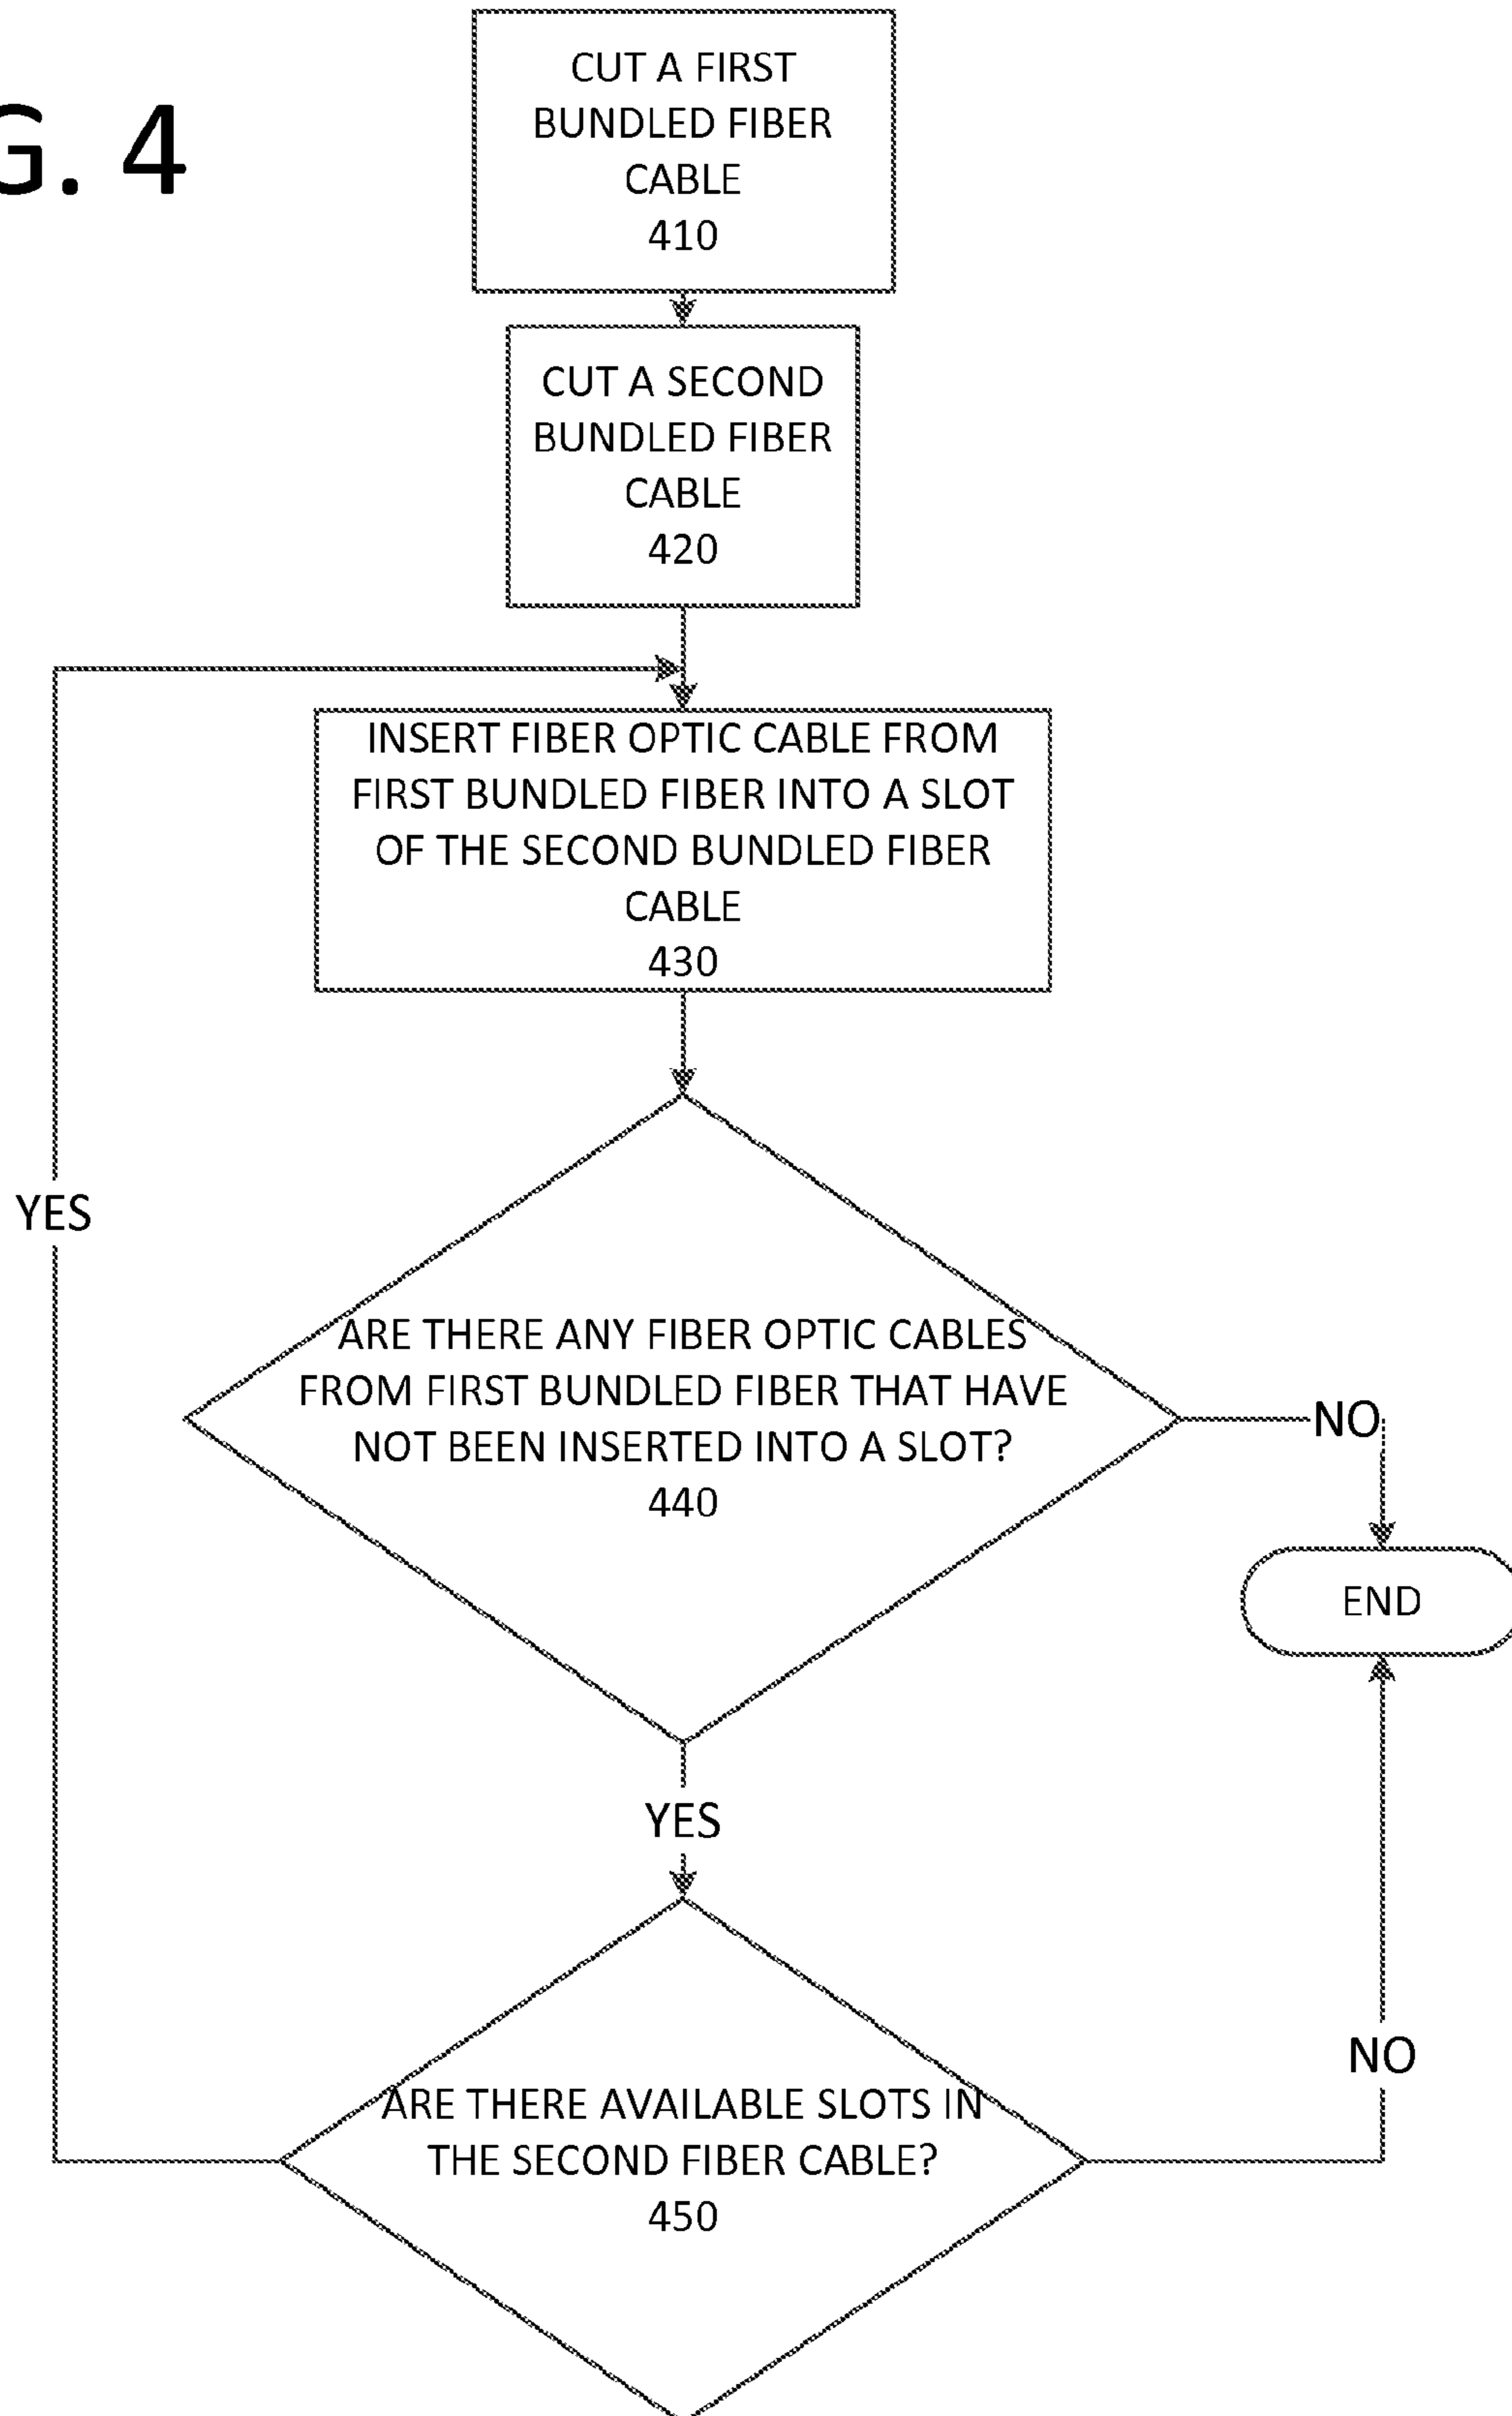 G. 4
CUT A FIRST
BUNDLED FIBER
CABLE
410
CUT A SECOND
BUNDLED FIBER
CABLE
420
INSERT FIBER OPTIC CABLE FROM
FIRST BUNDLED FIBER INTO A SLOT
OF THE SECOND BUNDLED FIBER
CABLE
430
YES
ARE THERE ANY FIBER OPTIC CABLES
FROM FIRST BUNDLED FIBER THAT HAVE
NOT BEEN INSERTED INTO A SLOT?
440
NO
END
YES
NO
ARE THERE AVAILABLE SLOTS IN
THE SECOND FIBER CABLE?
450